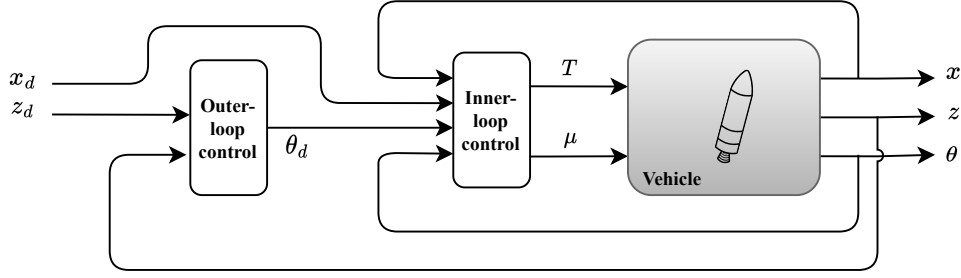 x_d
z_d
Outer-
loop
control
θ_d
Inner-
loop
control
T
μ
Vehicle
x
z
θ